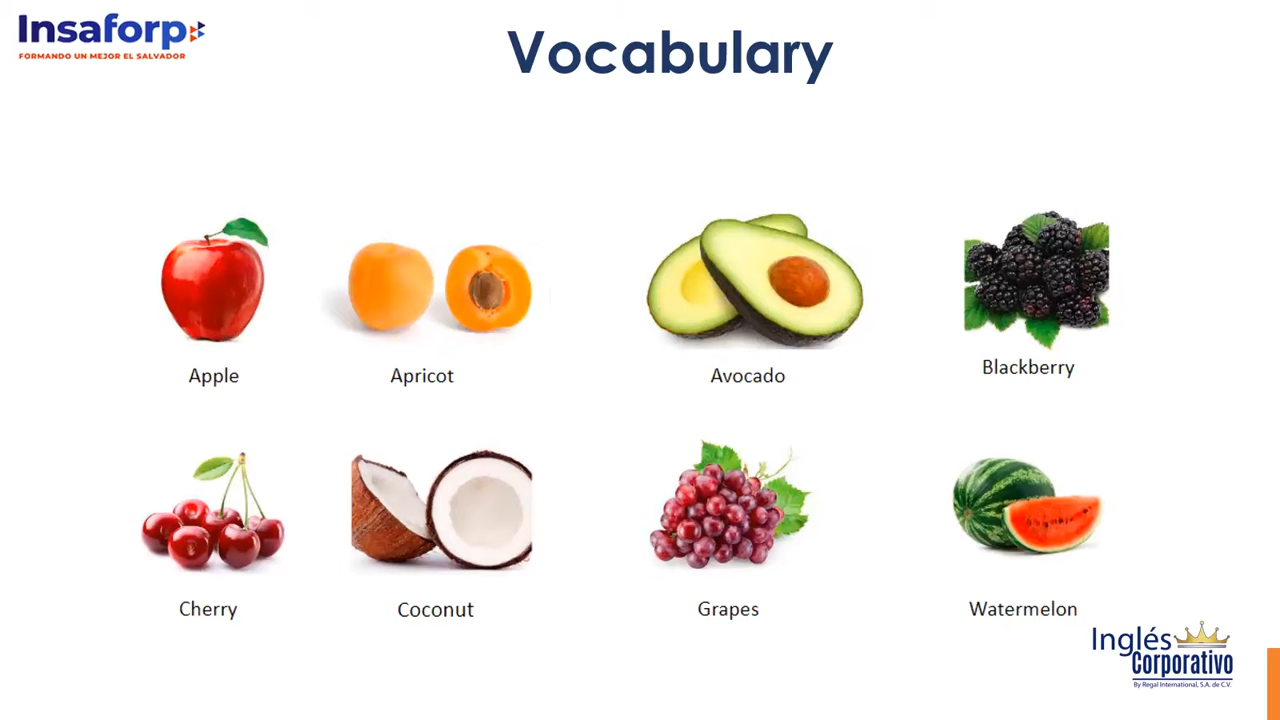 Insaforp
FORMANDO UN MEJOR EL SALVADOR
Vocabulary
Apple
Apricot
Avocado
Blackberry
Cherry
Coconut
Grapes
Watermelon
Inglés
Corporativo
By Regal International, S.A. de C.V.